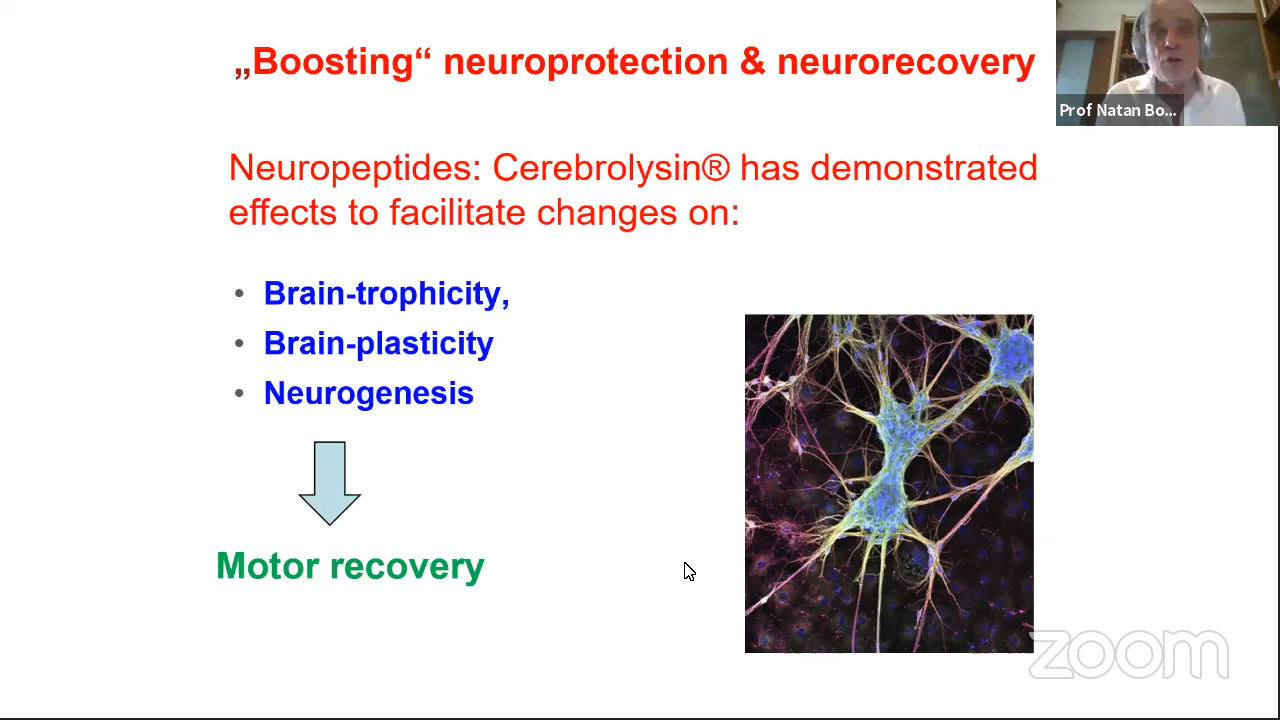 „Boosting“ neuroprotection & neurorecovery
Prof Natan Bo...
Neuropeptides: Cerebrolysin® has demonstrated
effects to facilitate changes on:
• Brain-trophicity,
• Brain-plasticity
• Neurogenesis
Motor recovery
zoom